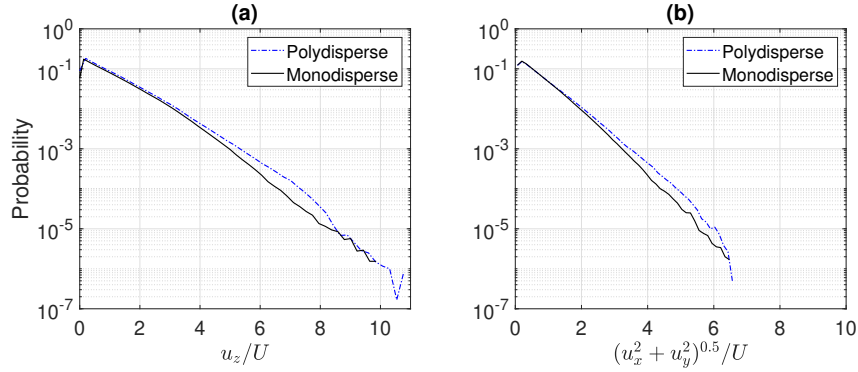 (a)
Probability
10^0
10^-1
10^-3
10^-5
10^-7
0 2 4 6 8 10
u_z/U
Polydisperse
Monodisperse
(b)
10^0
10^-1
10^-3
10^-5
10^-7
0 2 4 6 8 10
(u_x^2 + u_y^2)^0.5/U
Polydisperse
Monodisperse